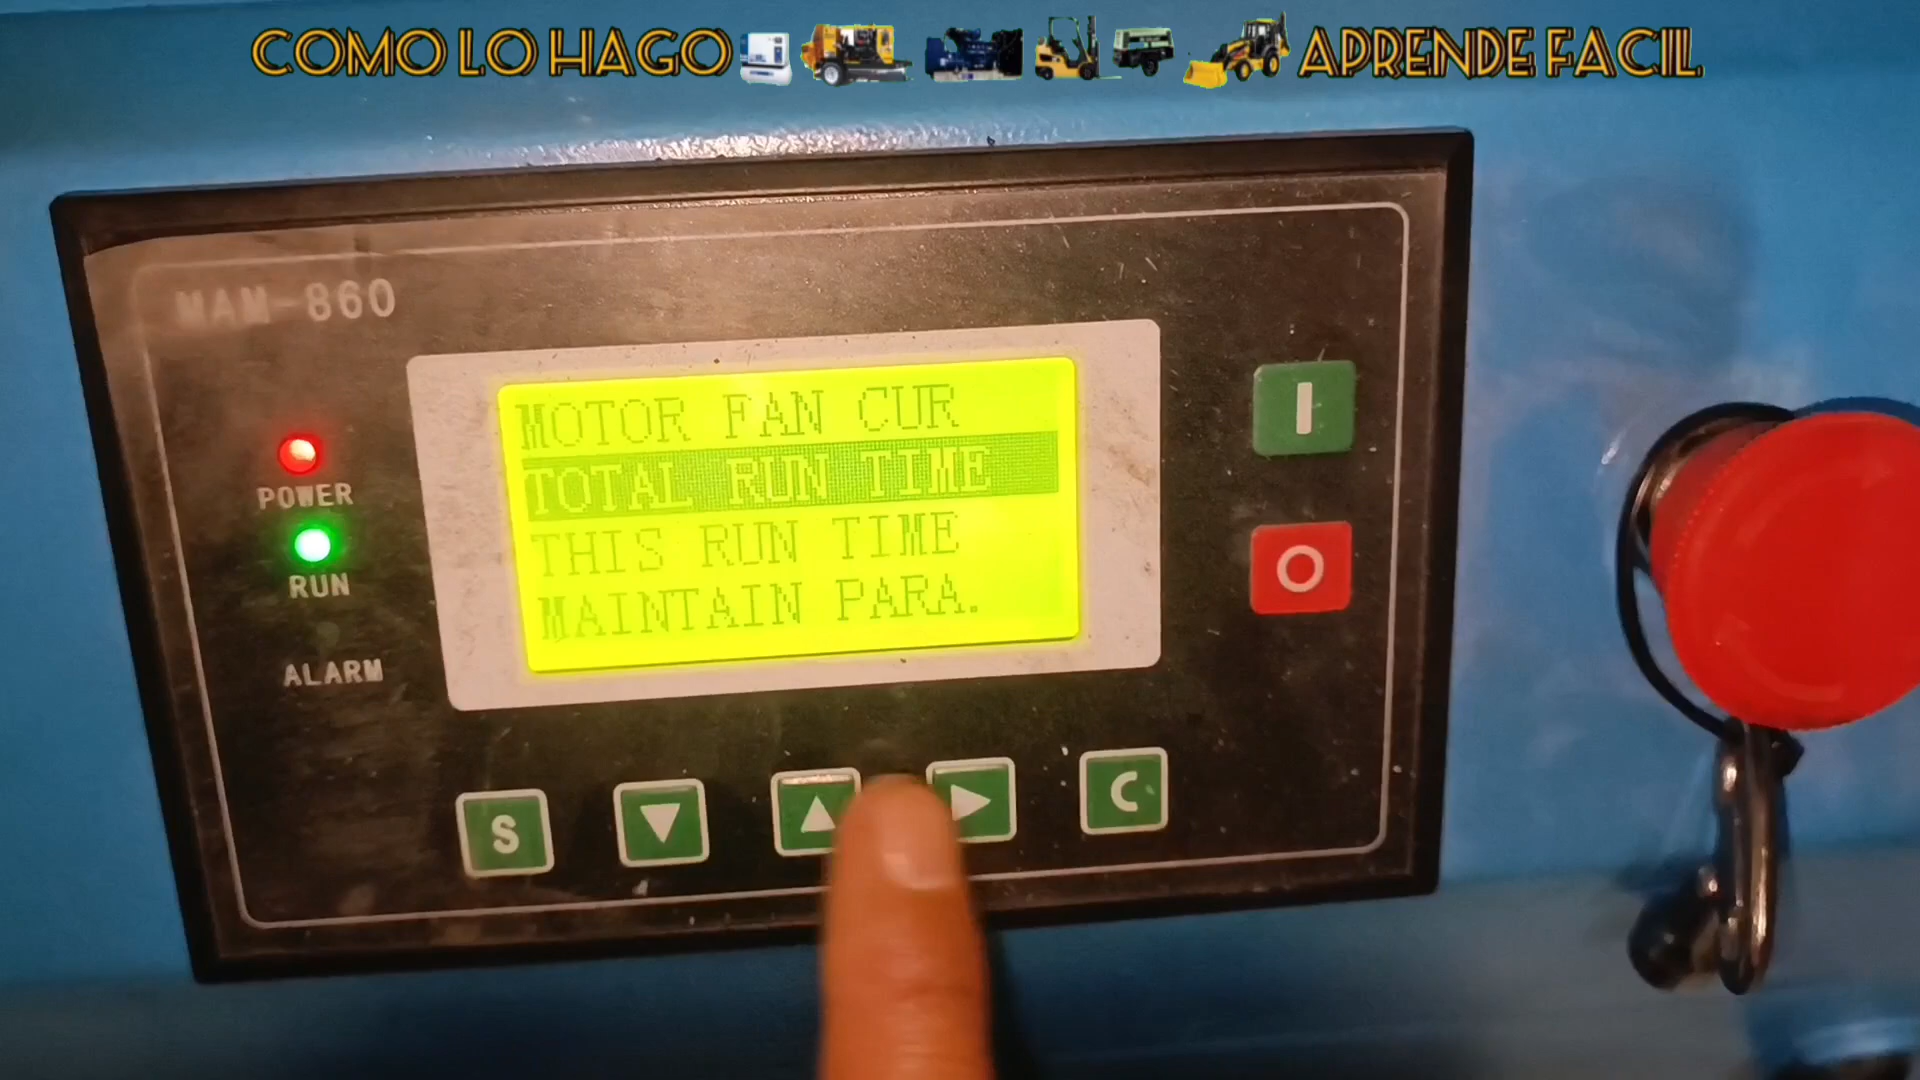 COMO LO HAGO APRENDE FACIL
MAM-860
MOTOR FAN CUR
TOTAL RUN TIME
THIS RUN TIME
MAINTAIN PARA.
POWER
RUN
ALARM
S
C